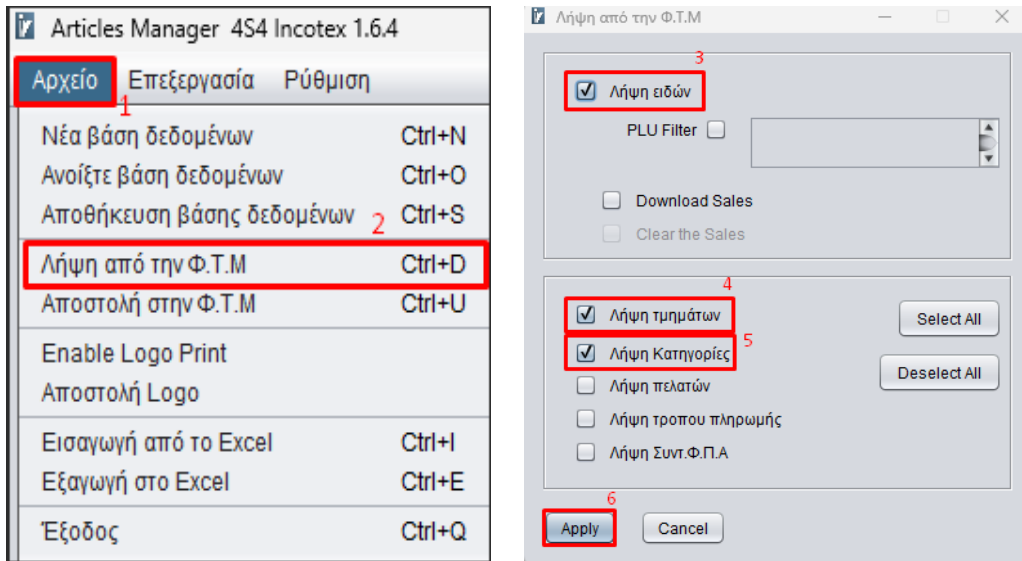 Articles Manager 4S4 Incotex 1.6.4
Αρχείο Επεξεργασία Ρύθμιση
1
Νέα βάση δεδομένων Ctrl+N
Ανοίξτε βάση δεδομένων Ctrl+O
Αποθήκευση βάσης δεδομένων 2 Ctrl+S
Λήψη από την Φ.Τ.Μ Ctrl+D
Αποστολή στην Φ.Τ.Μ Ctrl+U
Enable Logo Print
Αποστολή Logo
Εισαγωγή από το Excel Ctrl+I
Εξαγωγή στο Excel Ctrl+E
Έξοδος Ctrl+Q
Λήψη από την Φ.Τ.Μ
3
Λήψη ειδών
PLU Filter
Download Sales
Clear the Sales
4
Λήψη τμημάτων
Select All
5
Λήψη Κατηγορίες
Deselect All
Λήψη πελατών
Λήψη τροπου πληρωμής
Λήψη Συντ.Φ.Π.Α
6
Apply Cancel